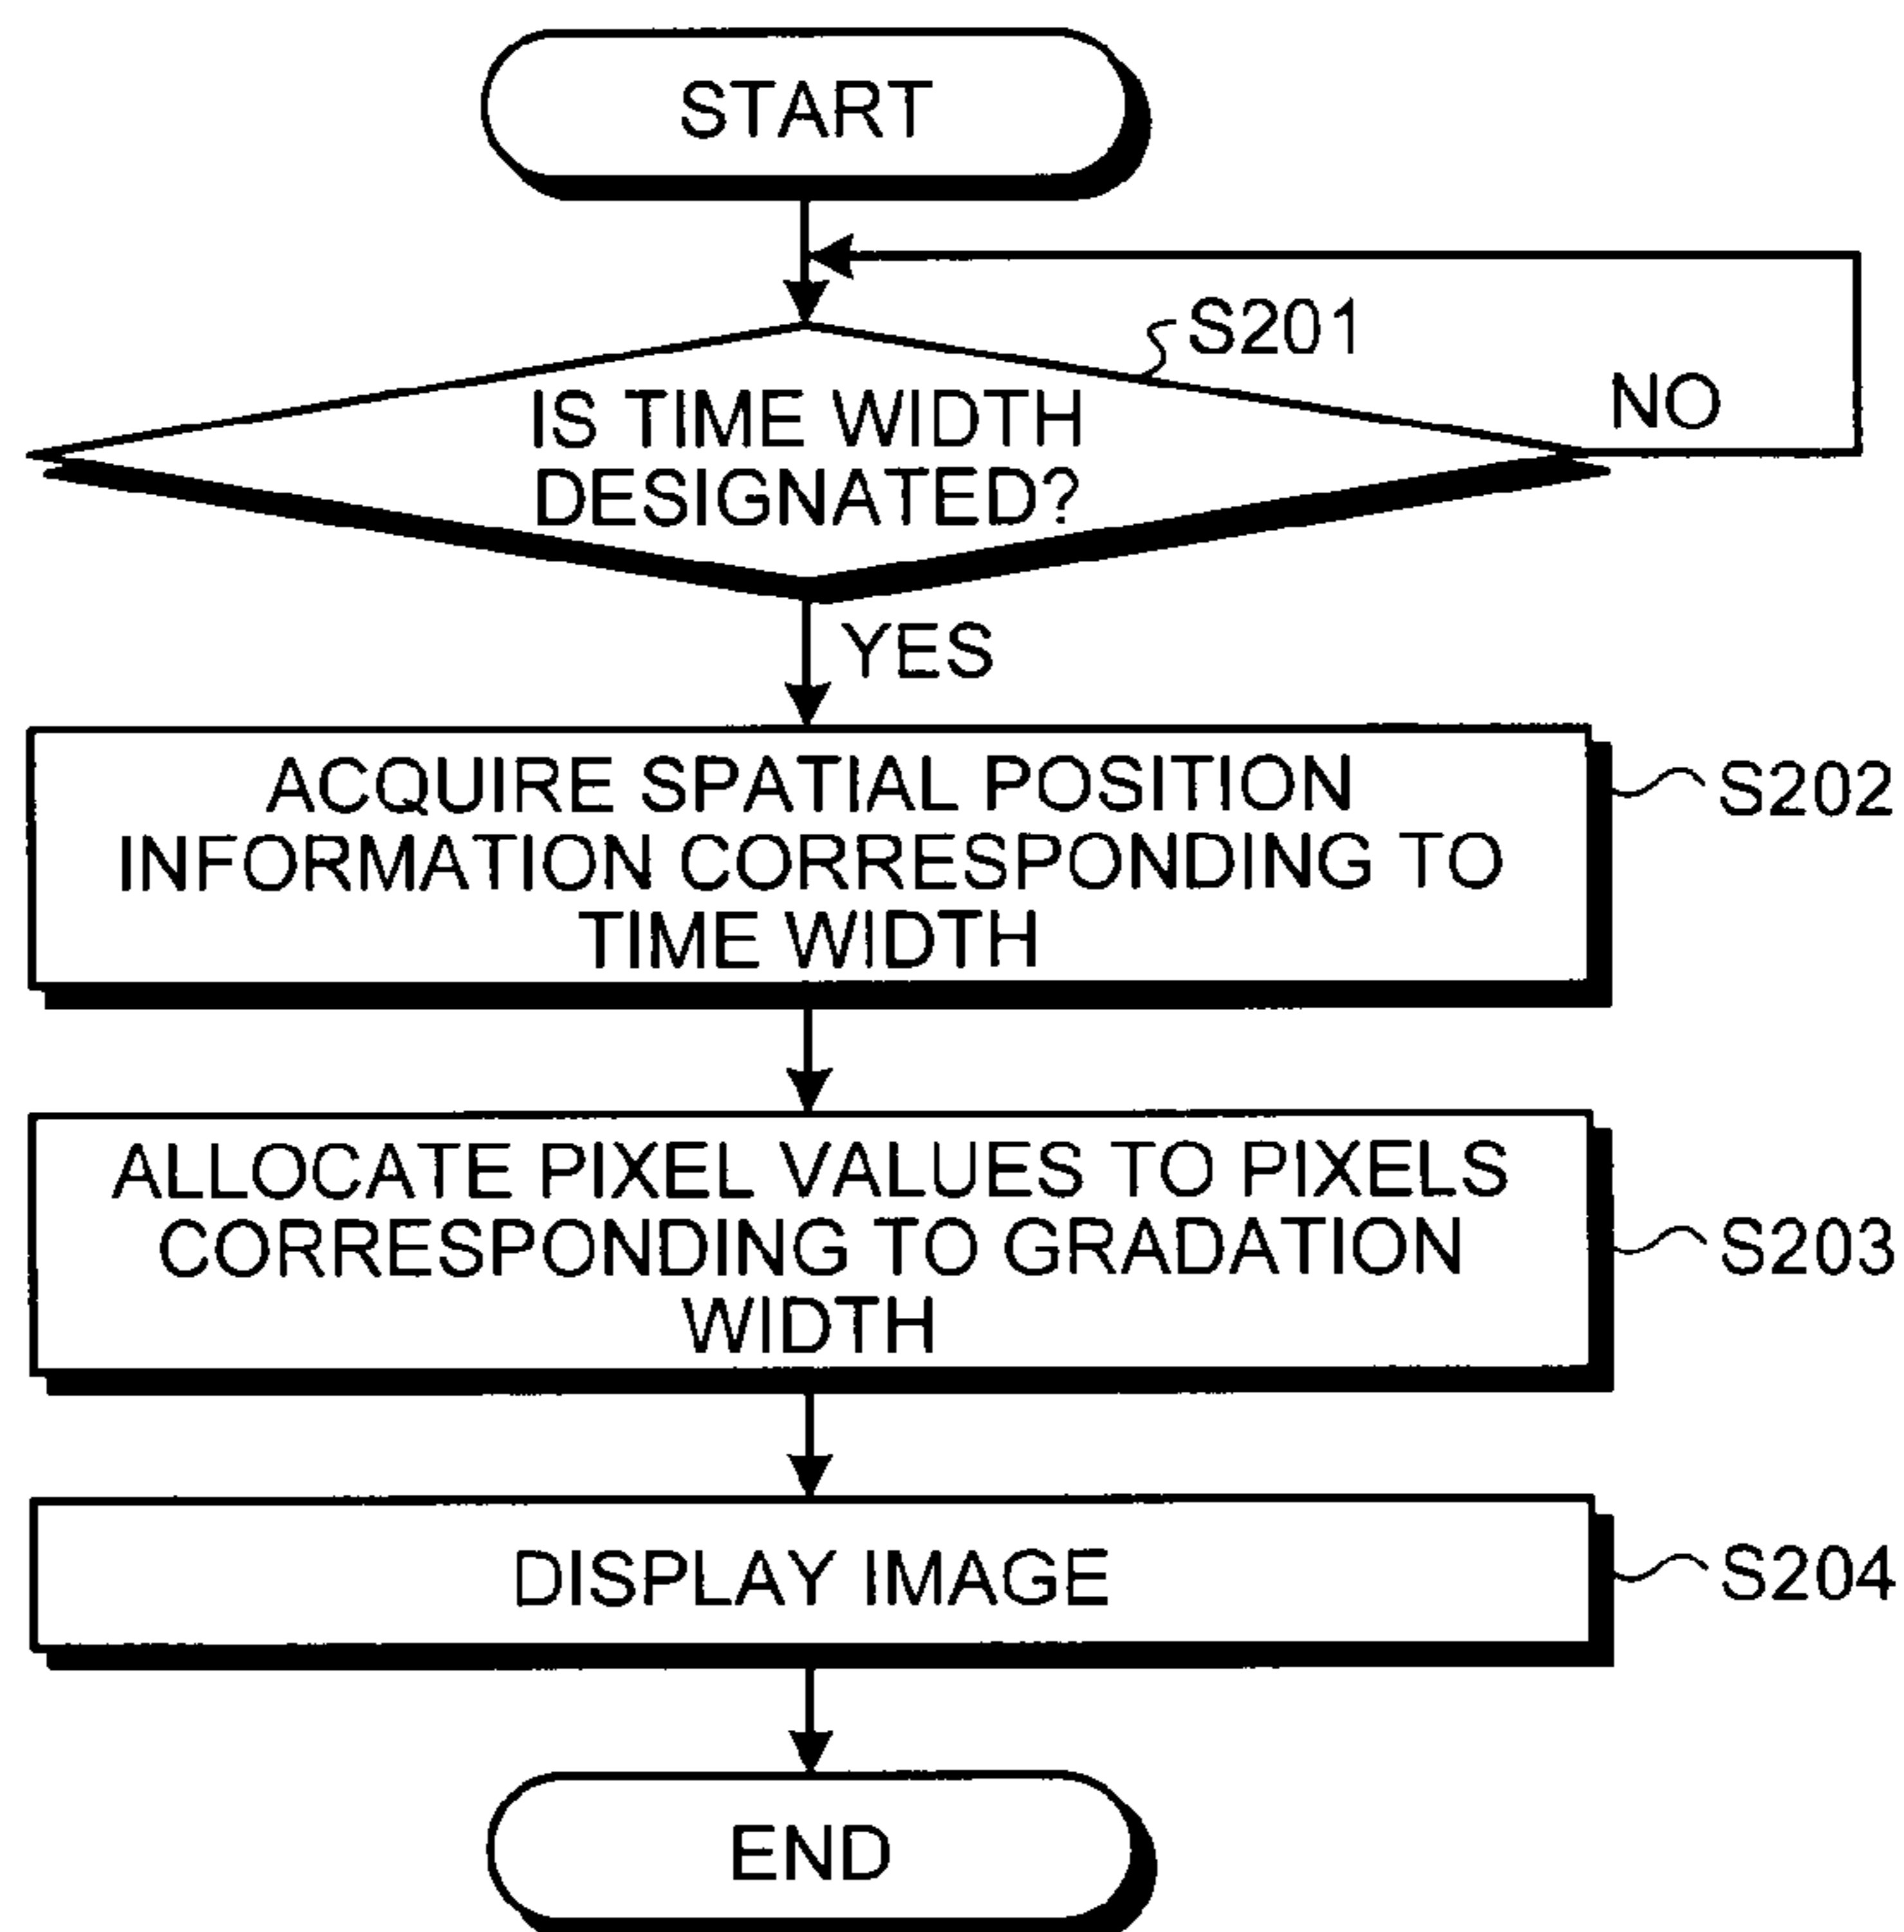 START
S201
NO
IS TIME WIDTH
DESIGNATED?
YES
ACQUIRE SPATIAL POSITION
INFORMATION CORRESPONDING TO
TIME WIDTH
S202
ALLOCATE PIXEL VALUES TO PIXELS
CORRESPONDING TO GRADATION
WIDTH
S203
DISPLAY IMAGE
S204
END